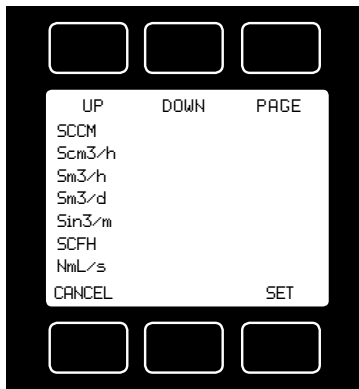 UP DOWN PAGE
SCCM
Scm3/h
Sm3/h
Sm3/d
Sin3/m
SCFH
NmL/s
CANCEL SET